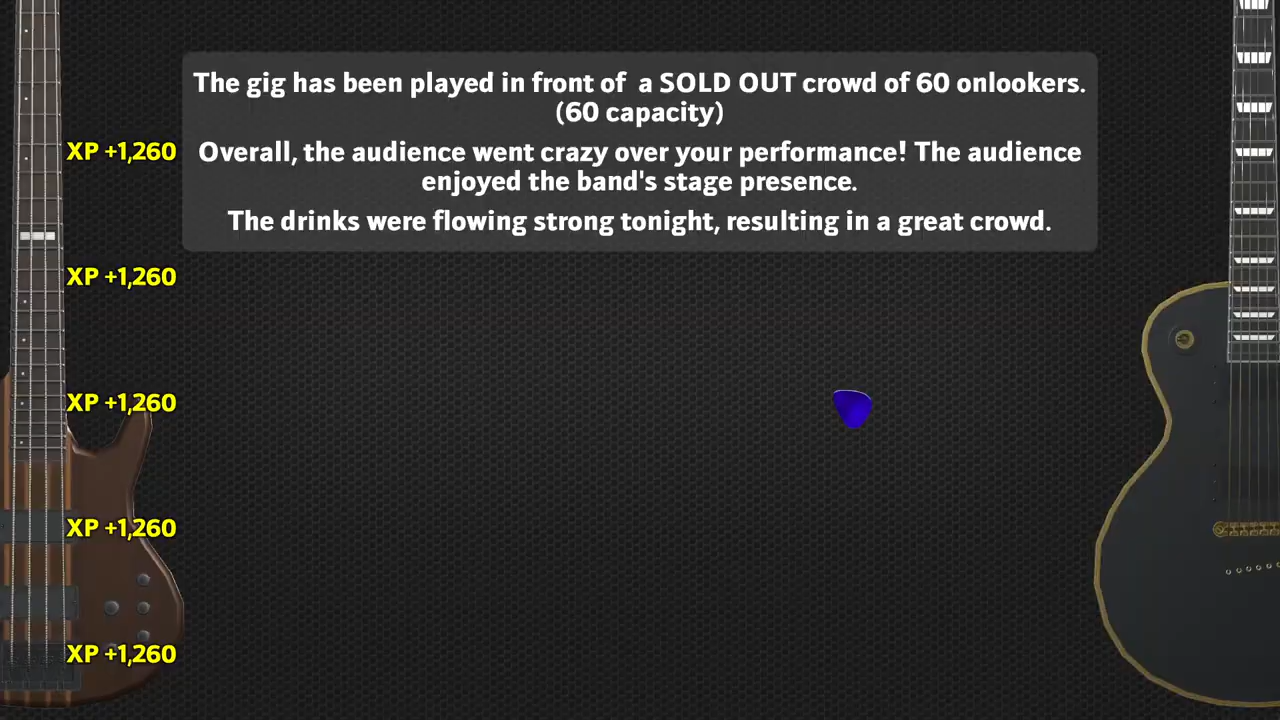 The gig has been played in front of  a SOLD OUT crowd of 60 onlookers.
(60 capacity)
XP +1,260
Overall, the audience went crazy over your performance! The audience
enjoyed the band's stage presence.
The drinks were flowing strong tonight, resulting in a great crowd.
XP +1,260
XP +1,260
XP +1,260
XP +1,260